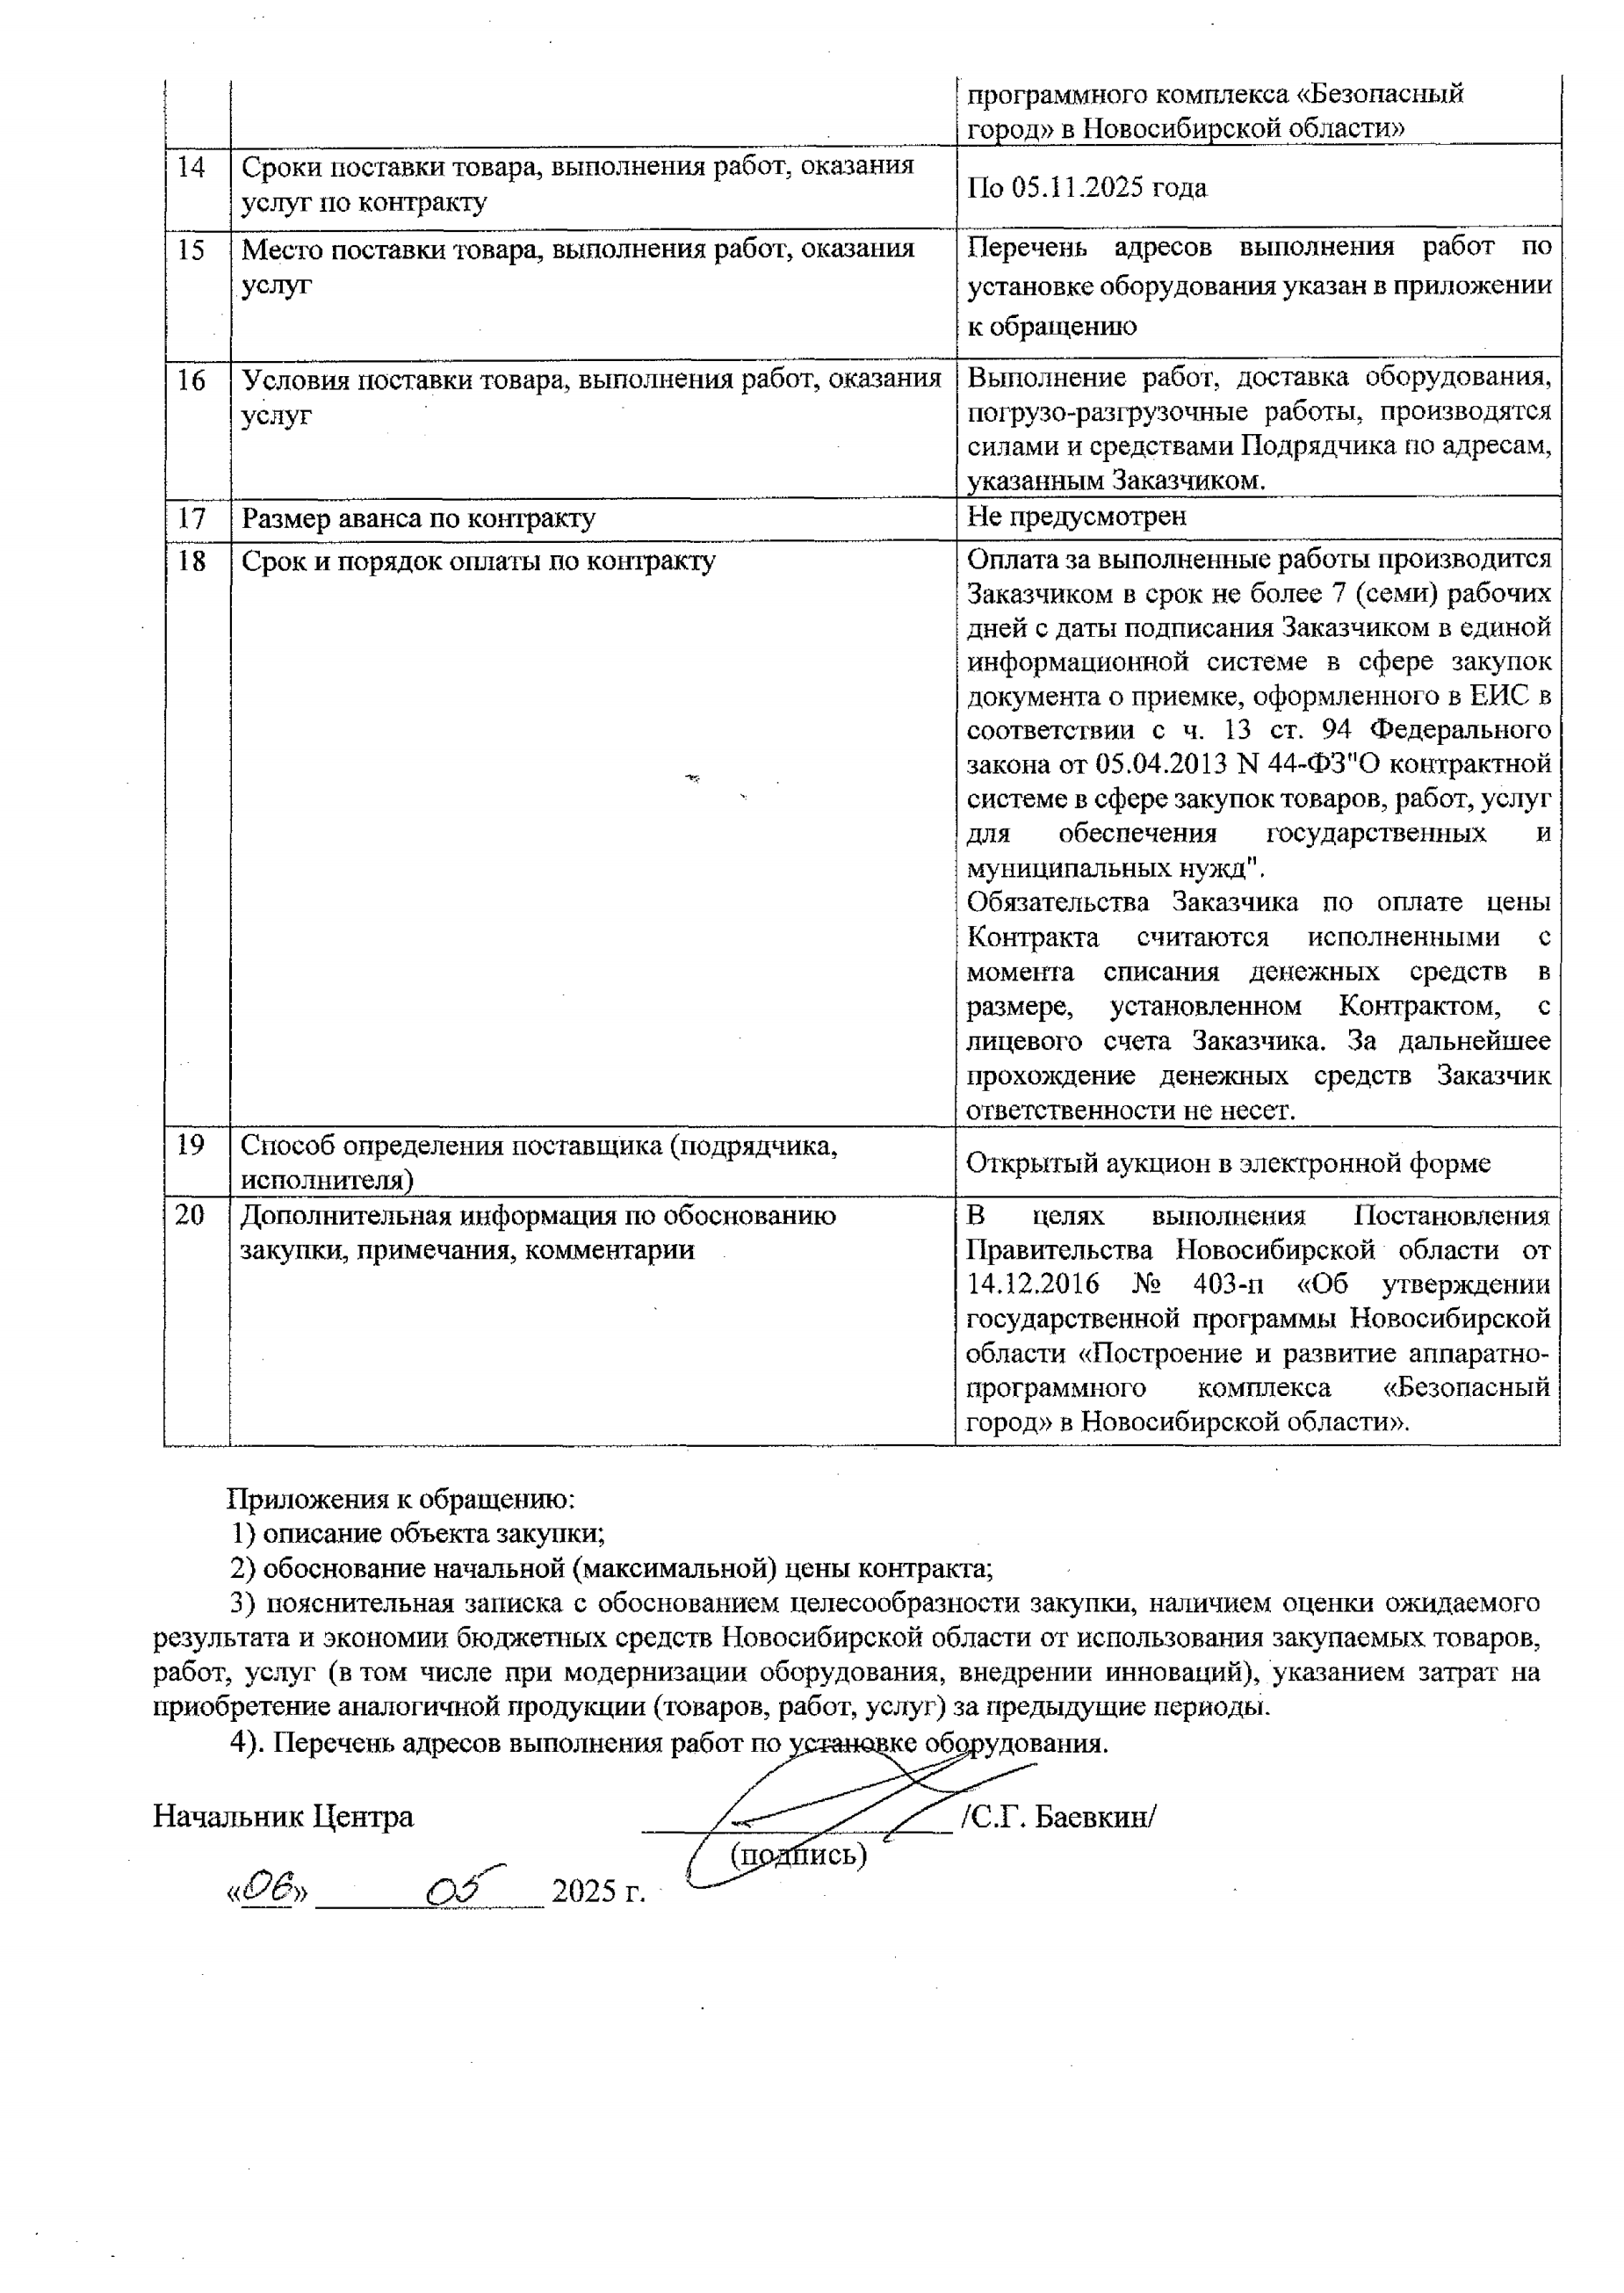 программного комплекса «Безопасный
город» в Новосибирской области»
14
Сроки поставки товара, выполнения работ, оказания
услуг по контракту
По 05.11.2025 года
15
Место поставки товара, выполнения работ, оказания
услуг
Перечень адресов выполнения работ по
установке оборудования указан в приложении
к обращению
16
Условия поставки товара, выполнения работ, оказания
услуг
Выполнение работ, доставка оборудования,
погрузо-разгрузочные работы, производятся
силами и средствами Подрядчика по адресам,
указанным Заказчиком.
17
Размер аванса по контракту
Не предусмотрен
18
Срок и порядок оплаты по контракту
Оплата за выполненные работы производится
Заказчиком в срок не более 7 (семи) рабочих
дней с даты подписания Заказчиком в единой
информационной системе в сфере закупок
документа о приемке, оформленного в ЕИС в
соответствии с ч. 13 ст. 94 Федерального
закона от 05.04.2013 N 44-ФЗ"О контрактной
системе в сфере закупок товаров, работ, услуг
для обеспечения государственных и
муниципальных нужд".
Обязательства Заказчика по оплате цены
Контракта считаются исполненными с
момента списания денежных средств в
размере, установленном Контрактом, с
лицевого счета Заказчика. За дальнейшее
прохождение денежных средств Заказчик
ответственности не несет.
19
Способ определения поставщика (подрядчика,
исполнителя)
Открытый аукцион в электронной форме
20
Дополнительная информация по обоснованию
закупки, примечания, комментарии
В целях выполнения Постановления
Правительства Новосибирской области от
14.12.2016 № 403-п «Об утверждении
государственной программы Новосибирской
области «Построение и развитие аппаратно-
программного комплекса «Безопасный
город» в Новосибирской области».
Приложения к обращению:
1) описание объекта закупки;
2) обоснование начальной (максимальной) цены контракта;
3) пояснительная записка с обоснованием целесообразности закупки, наличием оценки ожидаемого
результата и экономии бюджетных средств Новосибирской области от использования закупаемых товаров,
работ, услуг (в том числе при модернизации оборудования, внедрении инноваций), указанием затрат на
приобретение аналогичной продукции (товаров, работ, услуг) за предыдущие периоды.
4). Перечень адресов выполнения работ по установке оборудования.
Начальник Центра /С.Г. Баевкин/
(подпись)
«06» 05 2025 г.